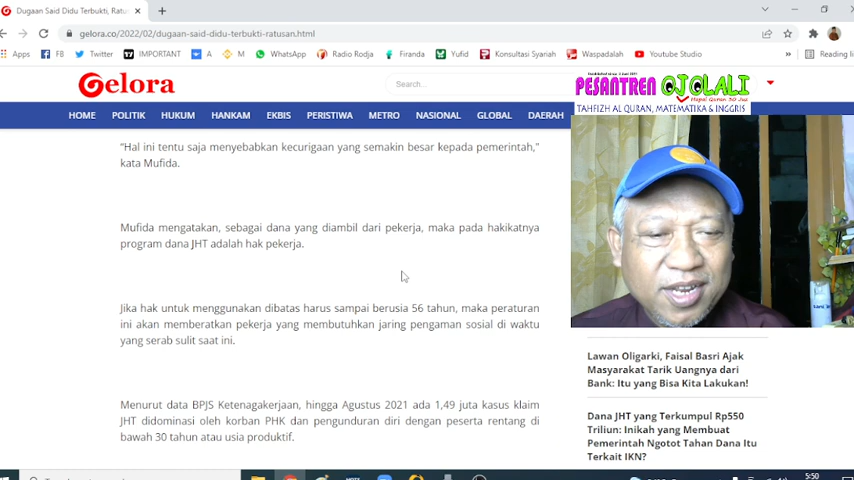 Dugaan Said Didu Terbukti, Ratus
gelora.co/2022/02/dugaan-said-didu-terbukti-ratusan.html
Apps F8 Twitter IMPORTANT A M WhatsApp Radio Rodja Firanda Yufid Konsultasi Syariah Waspadalah Youtube Studio » Reading l
Gelora
Search...
PESANTREN OJOLALI
Hapal Quran 30 Juz
TAHFIZH AL QURAN, MATEMATIKA & INGGRIS
HOME POLITIK HUKUM HANKAM EKBIS PERISTIWA METRO NASIONAL GLOBAL DAERAH
“Hal ini tentu saja menyebabkan kecurigaan yang semakin besar kepada pemerintah,"
kata Mufida.
Mufida mengatakan, sebagai dana yang diambil dari pekerja, maka pada hakikatnya
program dana JHT adalah hak pekerja.
Jika hak untuk menggunakan dibatas harus sampai berusia 56 tahun, maka peraturan
ini akan memberatkan pekerja yang membutuhkan jaring pengaman sosial di waktu
yang serab sulit saat ini.
Menurut data BPJS Ketenagakerjaan, hingga Agustus 2021 ada 1,49 juta kasus klaim
JHT didominasi oleh korban PHK dan pengunduran diri dengan peserta rentang di
bawah 30 tahun atau usia produktif.
Lawan Oligarki, Faisal Basri Ajak
Masyarakat Tarik Uangnya dari
Bank: Itu yang Bisa Kita Lakukan!
Dana JHT yang Terkumpul Rp550
Triliun: Inikah yang Membuat
Pemerintah Ngotot Tahan Dana Itu
Terkait IKN?
5:50